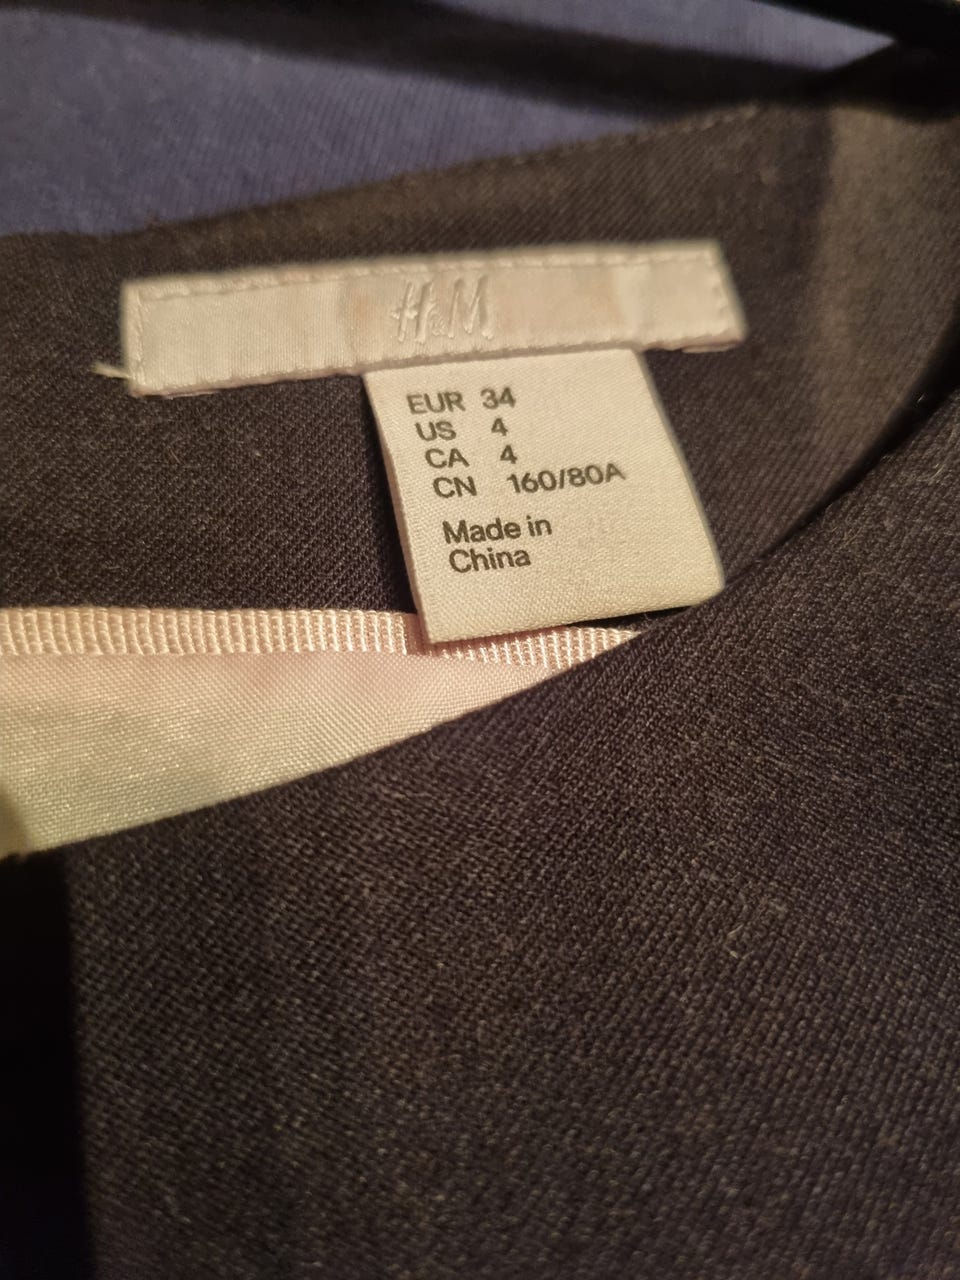 H&M
EUR 34
US 4
CA 4
CN 160/80A
Made in
China